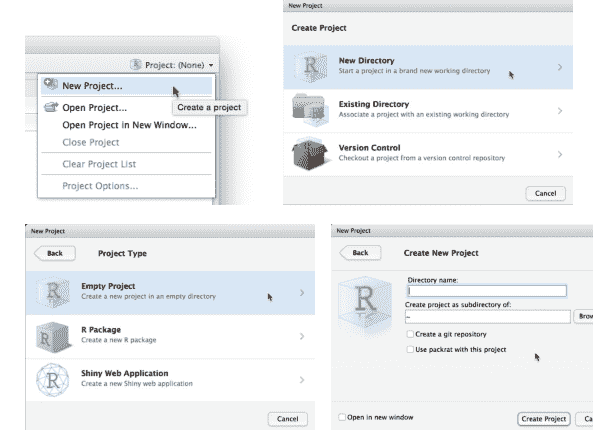 Project: (None)
New Project...
Create a project
Open Project...
Open Project in New Window...
Close Project
Clear Project List
Project Options...
New Project
Create Project
R
New Directory
Start a project in a brand new working directory
Existing Directory
Associate a project with an existing working directory
Version Control
Checkout a project from a version control repository
Cancel
New Project
Back
Project Type
R
Empty Project
Create a new project in an empty directory
R
R Package
Create a new R package
R
Shiny Web Application
Create a new Shiny web application
Cancel
New Project
Back
Create New Project
R
Directory name:
Create project as subdirectory of:
~
Brow
Create a git repository
Use packrat with this project
Open in new window
Create Project
Ca